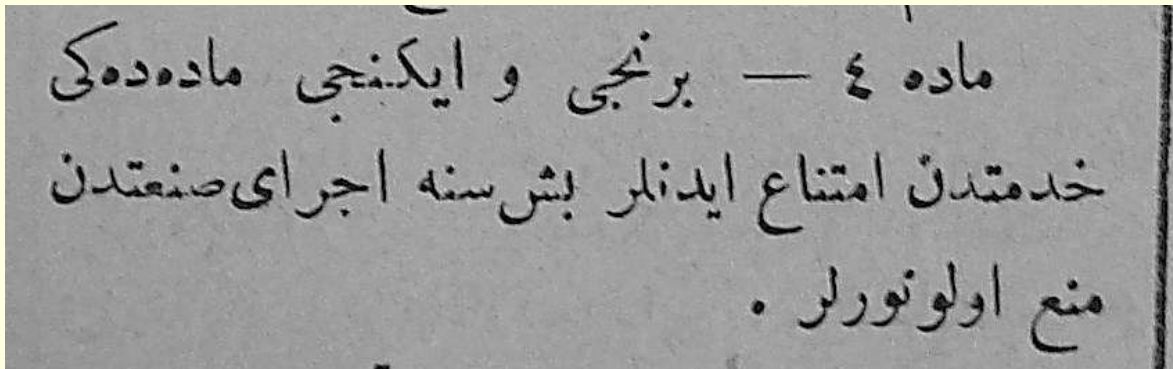 ماده ٤ — برنجی و ایکنجی ماده‌ده‌کی
خدمتدن امتناع ایدنلر بش سنه اجرای صنعتدن
منع اولونورلر .